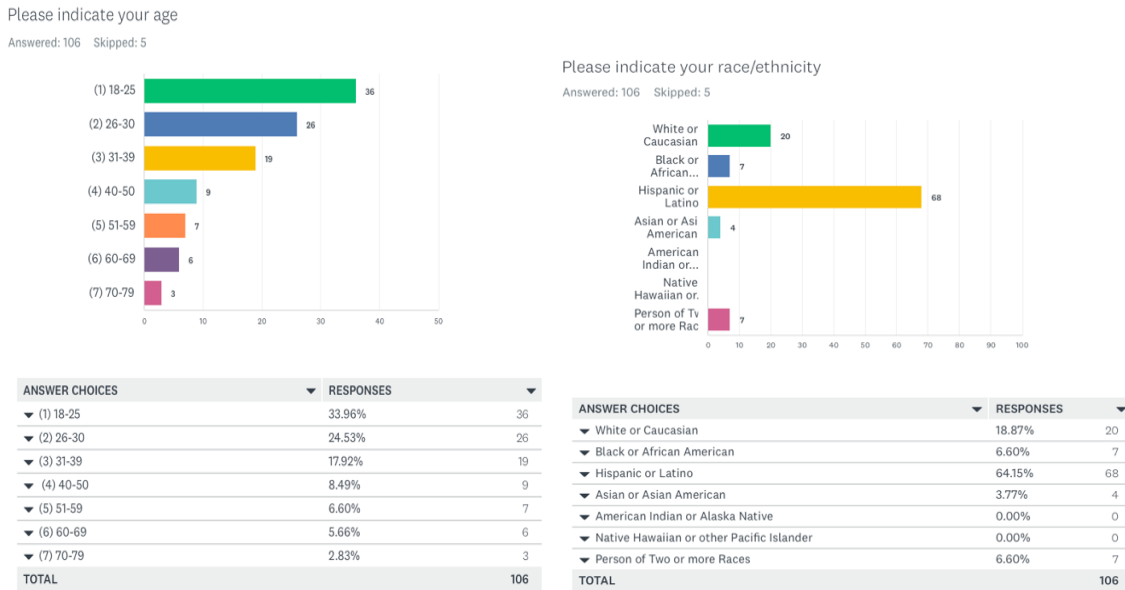 Please indicate your age
Answered: 106 Skipped: 5
(1) 18-25
36
(2) 26-30
26
(3) 31-39
19
(4) 40-50
9
(5) 51-59
7
(6) 60-69
6
(7) 70-79
3
0 10 20 30 40 50
ANSWER CHOICES RESPONSES
(1) 18-25 33.96% 36
(2) 26-30 24.53% 26
(3) 31-39 17.92% 19
(4) 40-50 8.49% 9
(5) 51-59 6.60% 7
(6) 60-69 5.66% 6
(7) 70-79 2.83% 3
TOTAL 106
Please indicate your race/ethnicity
Answered: 106 Skipped: 5
White or
Caucasian
20
Black or
African...
7
Hispanic or
Latino
68
Asian or Asi
American
4
American
Indian or...
Native
Hawaiian or.
Person of Tv
or more Rac
7
0 10 20 30 40 50 60 70 80 90 100
ANSWER CHOICES RESPONSES
White or Caucasian 18.87% 20
Black or African American 6.60% 7
Hispanic or Latino 64.15% 68
Asian or Asian American 3.77% 4
American Indian or Alaska Native 0.00% 0
Native Hawaiian or other Pacific Islander 0.00% 0
Person of Two or more Races 6.60% 7
TOTAL 106